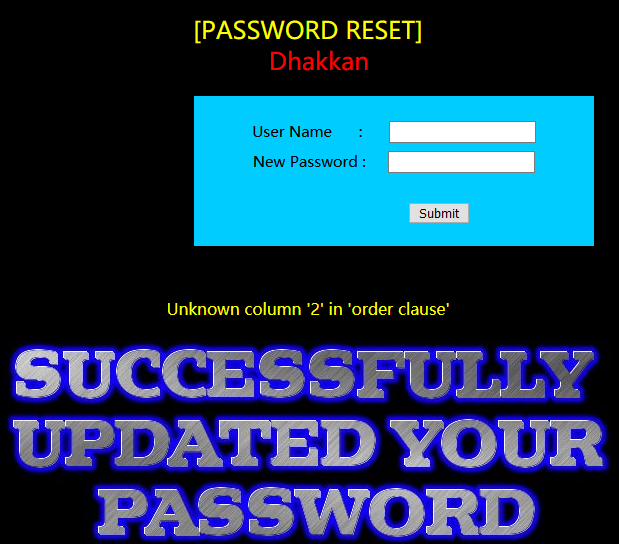 [PASSWORD RESET]
Dhakkan
User Name :
New Password :
Submit
Unknown column '2' in 'order clause'
SUCCESSFULLY
UPDATED YOUR
PASSWORD